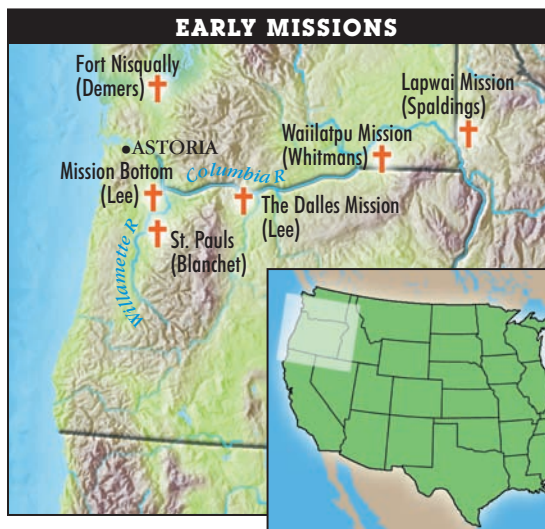 EARLY MISSIONS
Fort Nisqually
(Demers)
Lapwai Mission
(Spaldings)
ASTORIA
Waiilatpu Mission
(Whitmans)
Mission Bottom
(Lee)
Columbia R
The Dalles Mission
(Lee)
St. Pauls
(Blanchet)
Willamette R